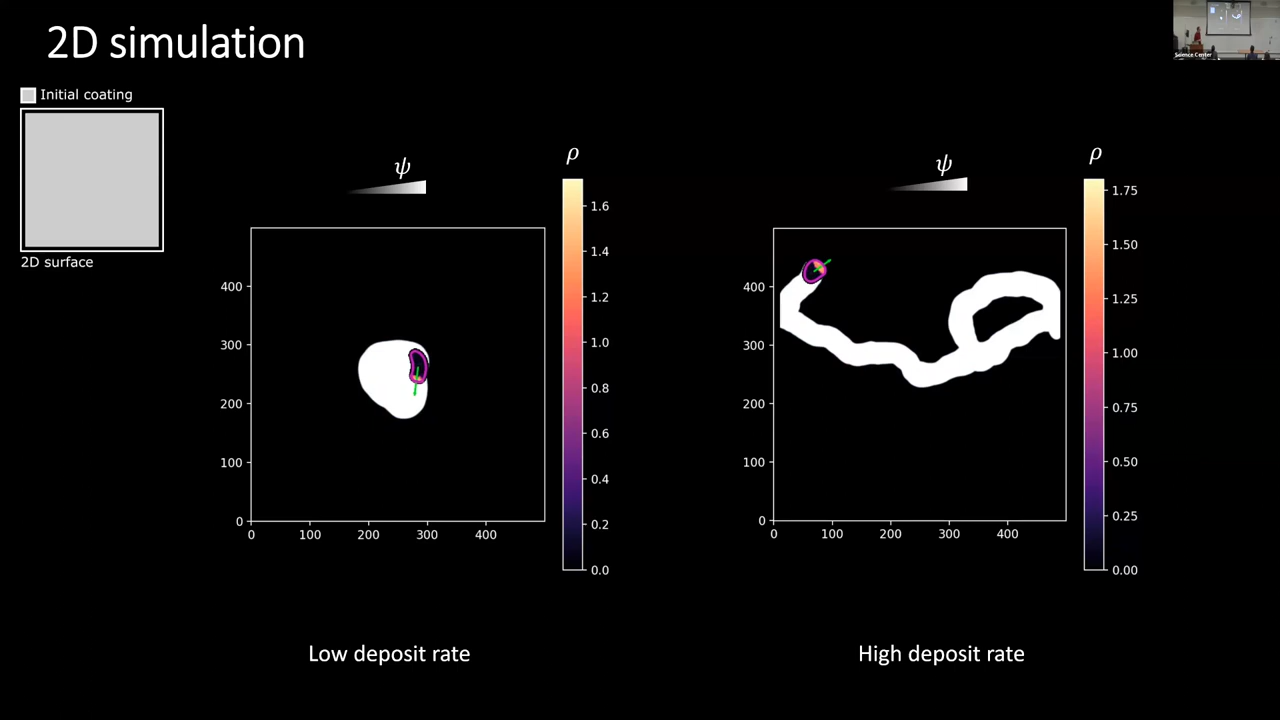 2D simulation
Science Center
Initial coating
2D surface
ψ
ρ
1.6
1.4
1.2
1.0
0.8
0.6
0.4
0.2
0.0
400
300
200
100
0
0 100 200 300 400
Low deposit rate
ψ
ρ
1.75
1.50
1.25
1.00
0.75
0.50
0.25
0.00
400
300
200
100
0
0 100 200 300 400
High deposit rate